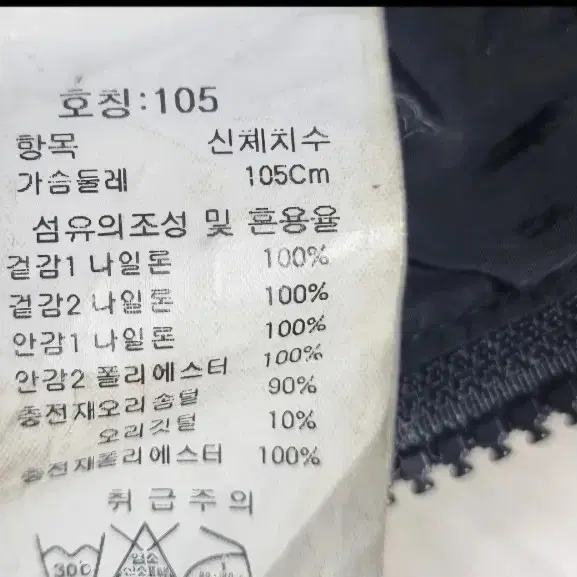 호칭:105
항목 신체치수
가슴둘레 105Cm
섬유의조성 및 혼용율
겉감1 나일론 100%
겉감2 나일론 100%
안감1 나일론 100%
안감2 폴리에스터 100%
충전재오리솜털 90%
오리깃털 10%
충전재폴리에스터 100%
취급주의
30℃
염소